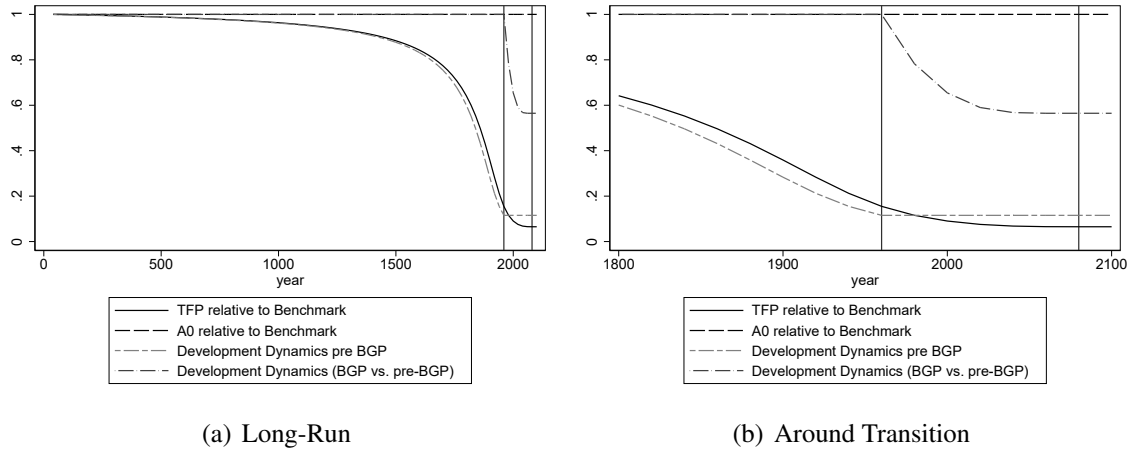 1
.8
.6
.4
.2
0
0 500 1000 1500 2000
year
TFP relative to Benchmark
A0 relative to Benchmark
Development Dynamics pre BGP
Development Dynamics (BGP vs. pre-BGP)
(a) Long-Run
1
.8
.6
.4
.2
0
1800 1900 2000 2100
year
TFP relative to Benchmark
A0 relative to Benchmark
Development Dynamics pre BGP
Development Dynamics (BGP vs. pre-BGP)
(b) Around Transition